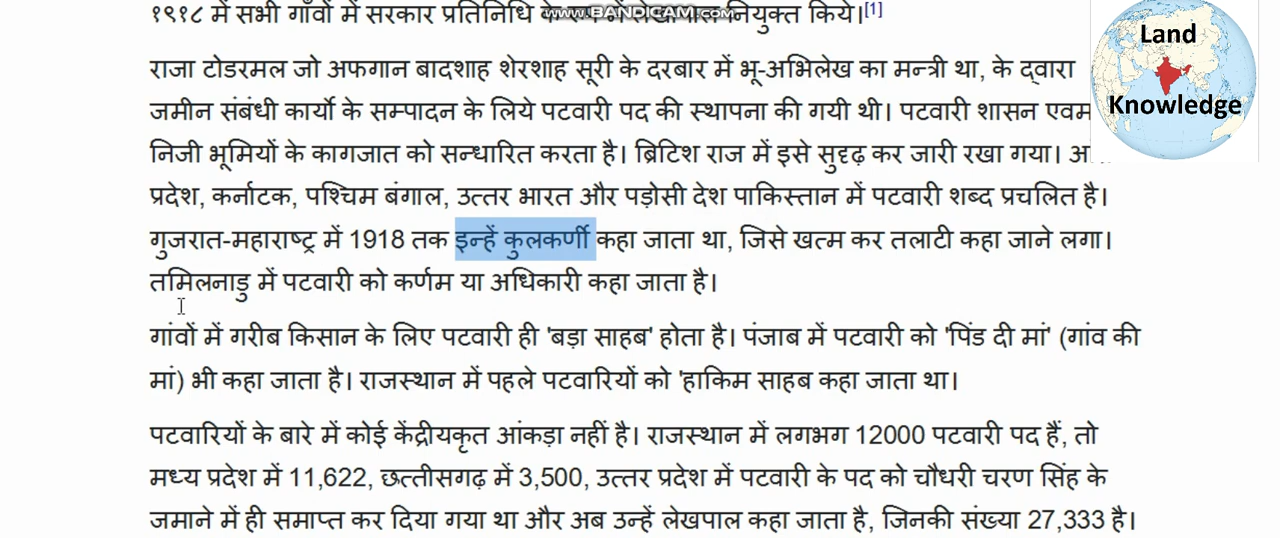 १९१८ में सभी गाँवों में सरकार प्रतिनिधि के नियुक्त किये।[1]
www.BANDICAM.com
Land
Knowledge
राजा टोडरमल जो अफगान बादशाह शेरशाह सूरी के दरबार में भू-अभिलेख का मन्त्री था, के द्वारा
जमीन संबंधी कार्यो के सम्पादन के लिये पटवारी पद की स्थापना की गयी थी। पटवारी शासन एवम
निजी भूमियों के कागजात को सन्धारित करता है। ब्रिटिश राज में इसे सुदृढ़ कर जारी रखा गया।
प्रदेश, कर्नाटक, पश्चिम बंगाल, उत्तर भारत और पड़ोसी देश पाकिस्तान में पटवारी शब्द प्रचलित है।
गुजरात-महाराष्ट्र में 1918 तक इन्हें कुलकर्णी कहा जाता था, जिसे खत्म कर तलाटी कहा जाने लगा।
तमिलनाडु में पटवारी को कर्णम या अधिकारी कहा जाता है।
गांवों में गरीब किसान के लिए पटवारी ही 'बड़ा साहब' होता है। पंजाब में पटवारी को 'पिंड दी मां' (गांव की
मां) भी कहा जाता है। राजस्थान में पहले पटवारियों को 'हाकिम साहब कहा जाता था।
पटवारियों के बारे में कोई केंद्रीयकृत आंकड़ा नहीं है। राजस्थान में लगभग 12000 पटवारी पद हैं, तो
मध्य प्रदेश में 11,622, छत्तीसगढ़ में 3,500, उत्तर प्रदेश में पटवारी के पद को चौधरी चरण सिंह के
जमाने में ही समाप्त कर दिया गया था और अब उन्हें लेखपाल कहा जाता है, जिनकी संख्या 27,333 है।